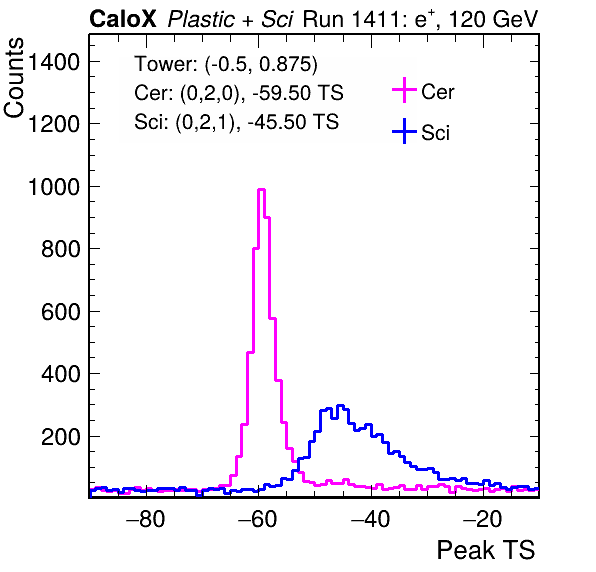 CaloX Plastic + Sci Run 1411: e+, 120 GeV
Counts
Tower: (-0.5, 0.875)
Cer: (0,2,0), -59.50 TS
Sci: (0,2,1), -45.50 TS
Cer
Sci
1400
1200
1000
800
600
400
200
−80 −60 −40 −20
Peak TS